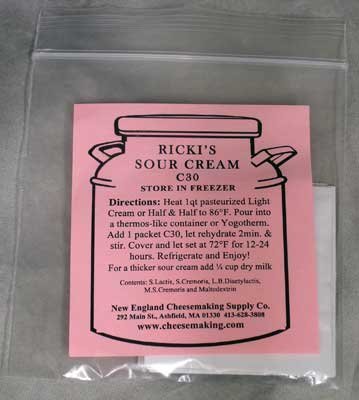 RICKI'S
SOUR CREAM
C30
STORE IN FREEZER
Directions: Heat 1qt pasteurized Light
Cream or Half & Half to 86°F. Pour into
a thermos-like container or Yogotherm.
Add 1 packet C30, let rehydrate 2min. &
stir. Cover and let set at 72°F for 12-24
hours. Refrigerate and Enjoy!
For a thicker sour cream add ¼ cup dry milk
Contents: S.Lactis, S.Cremoris, L.B.Diacetylactis,
M.S.Cremoris and Maltodextrin
New England Cheesemaking Supply Co.
292 Main St., Ashfield, MA 01330 413-628-3808
www.cheesemaking.com